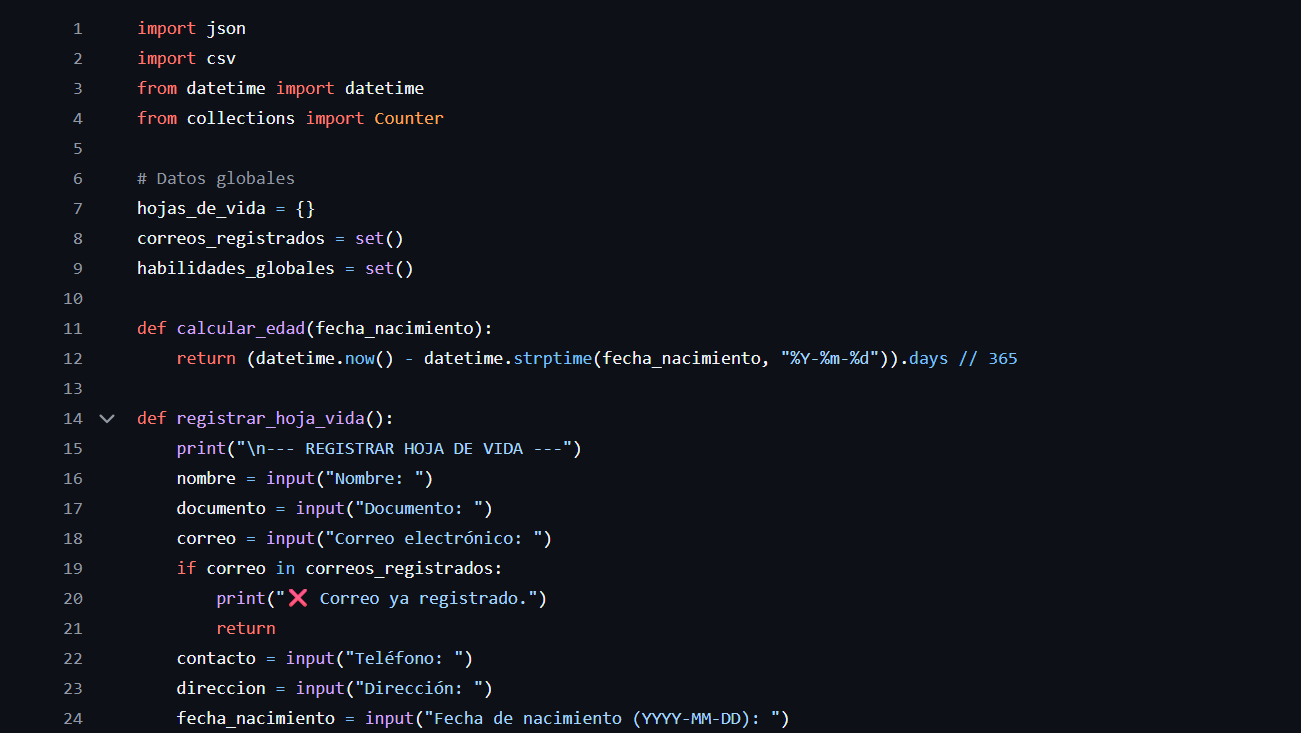 1 import json
2 import csv
3 from datetime import datetime
4 from collections import Counter
5
6 # Datos globales
7 hojas_de_vida = {}
8 correos_registrados = set()
9 habilidades_globales = set()
10
11 def calcular_edad(fecha_nacimiento):
12     return (datetime.now() - datetime.strptime(fecha_nacimiento, "%Y-%m-%d")).days // 365
13
14 def registrar_hoja_vida():
15     print("\n--- REGISTRAR HOJA DE VIDA ---")
16     nombre = input("Nombre: ")
17     documento = input("Documento: ")
18     correo = input("Correo electrónico: ")
19     if correo in correos_registrados:
20         print("❌ Correo ya registrado.")
21         return
22     contacto = input("Teléfono: ")
23     direccion = input("Dirección: ")
24     fecha_nacimiento = input("Fecha de nacimiento (YYYY-MM-DD): ")